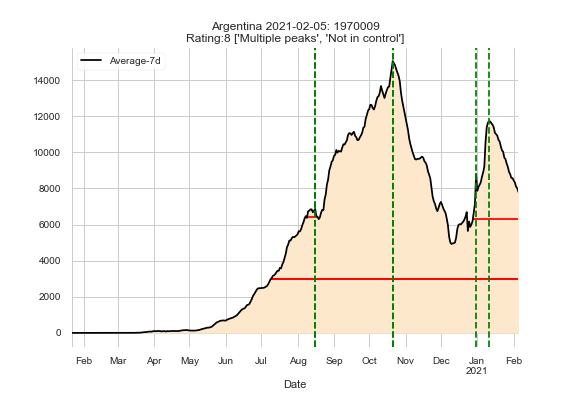 Argentina 2021-02-05: 1970009
Rating:8 ['Multiple peaks', 'Not in control']
Average-7d
14000
12000
10000
8000
6000
4000
2000
0
Feb Mar Apr May Jun Jul Aug Sep Oct Nov Dec Jan Feb
2021
Date